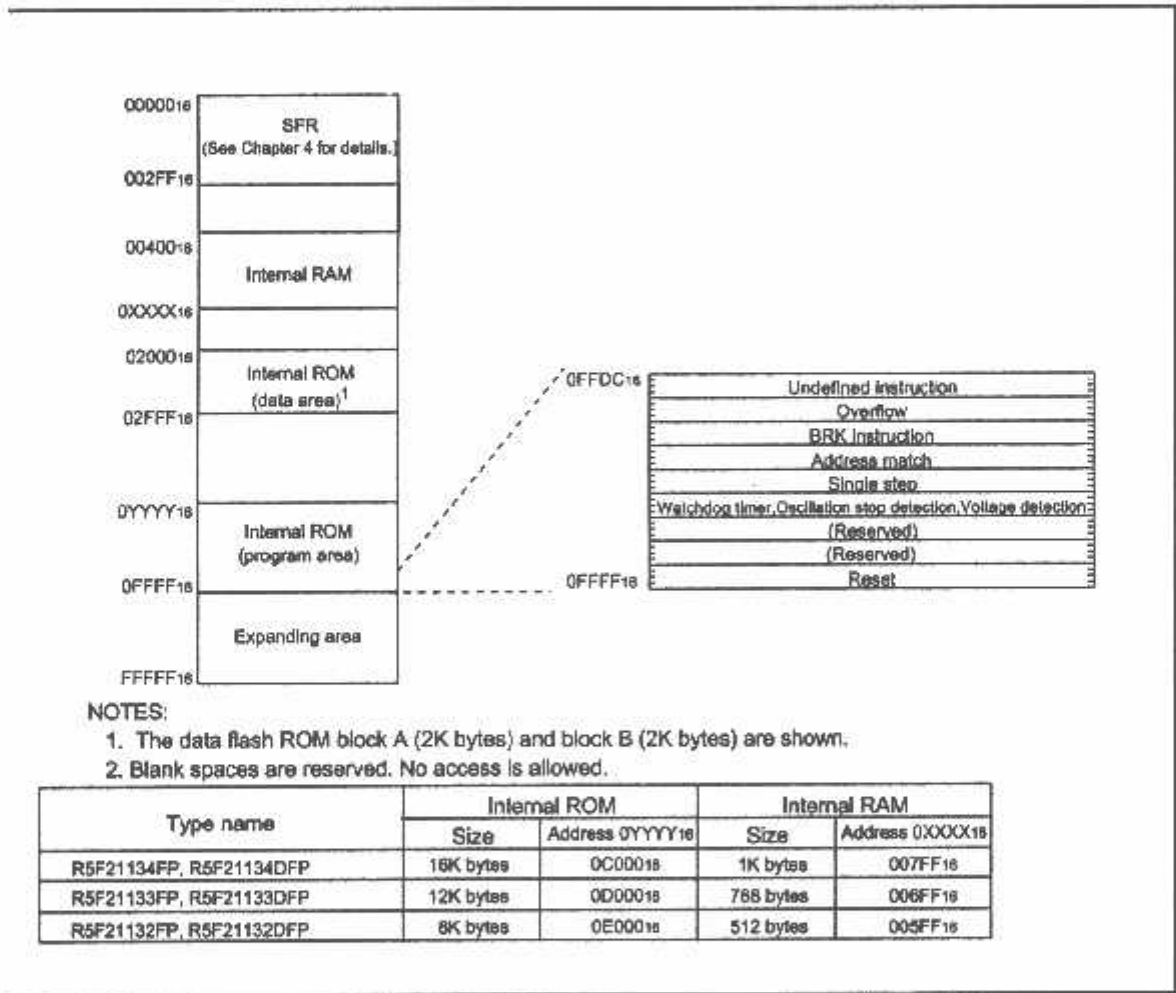 0000016
SFR
(See Chapter 4 for details.)
002FF16
0040016
Internal RAM
0XXXX16
0200016
Internal ROM
(data area)1
02FFF16
0YYYY16
Internal ROM
(program area)
0FFFF16
Expanding area
FFFFF16
0FFDC16
Undefined instruction
Overflow
BRK instruction
Address match
Single step
Watchdog timer,Oscillation stop detection,Voltage detection
(Reserved)
(Reserved)
Reset
0FFFF16
NOTES:
1. The data flash ROM block A (2K bytes) and block B (2K bytes) are shown.
2. Blank spaces are reserved. No access is allowed.
Type name Internal ROM Internal RAM
Size Address 0YYYY16 Size Address 0XXXX16
R5F21134FP, R5F21134DFP 16K bytes 0C00016 1K bytes 007FF16
R5F21133FP, R5F21133DFP 12K bytes 0D00016 768 bytes 006FF16
R5F21132FP, R5F21132DFP 8K bytes 0E00016 512 bytes 005FF16